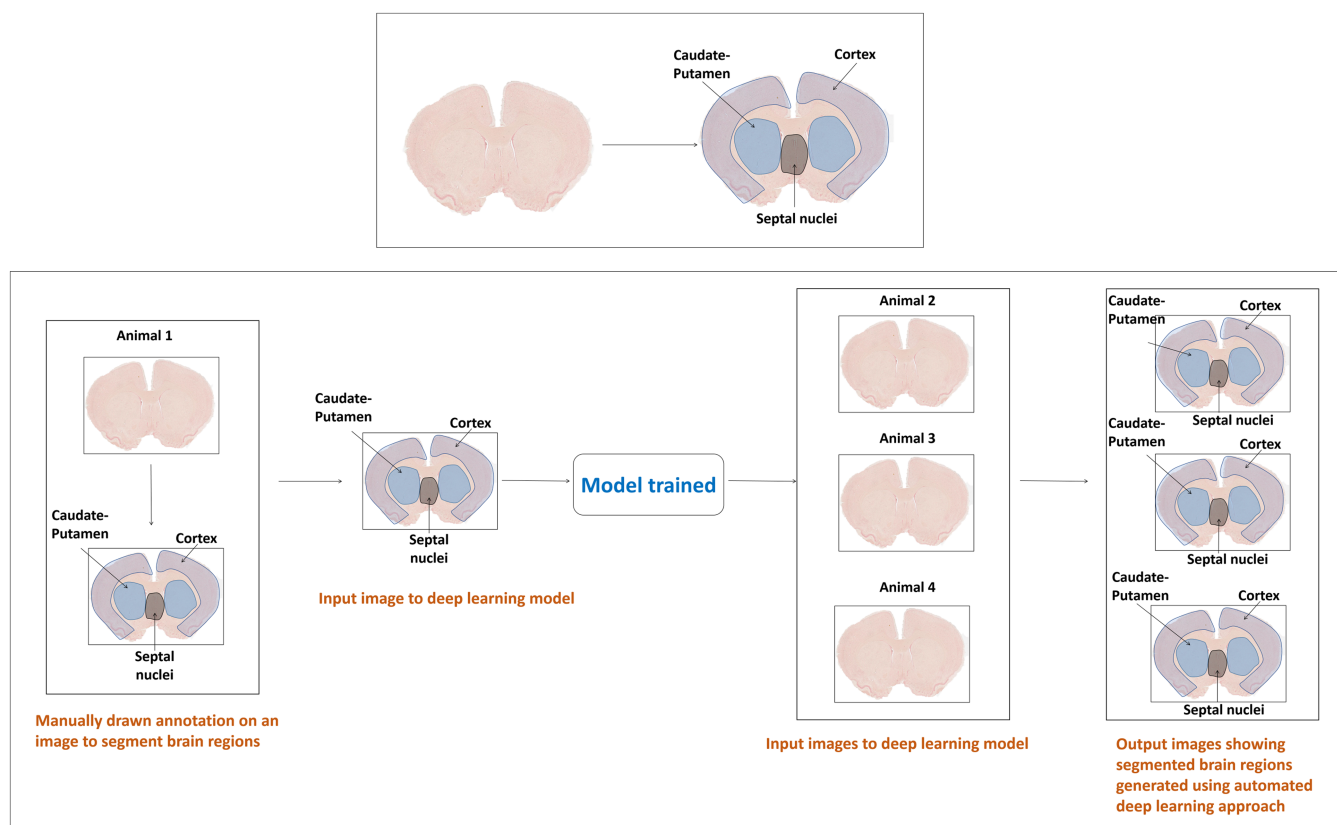 Caudate-
Putamen
Cortex
Septal nuclei
Animal 1
Caudate-
Putamen
Cortex
Septal
nuclei
Manually drawn annotation on an
image to segment brain regions
Caudate-
Putamen
Cortex
Septal
nuclei
Input image to deep learning model
Model trained
Animal 2
Animal 3
Animal 4
Input images to deep learning model
Caudate-
Putamen
Cortex
Septal nuclei
Caudate-
Putamen
Cortex
Septal nuclei
Caudate-
Putamen
Cortex
Septal nuclei
Output images showing
segmented brain regions
generated using automated
deep learning approach